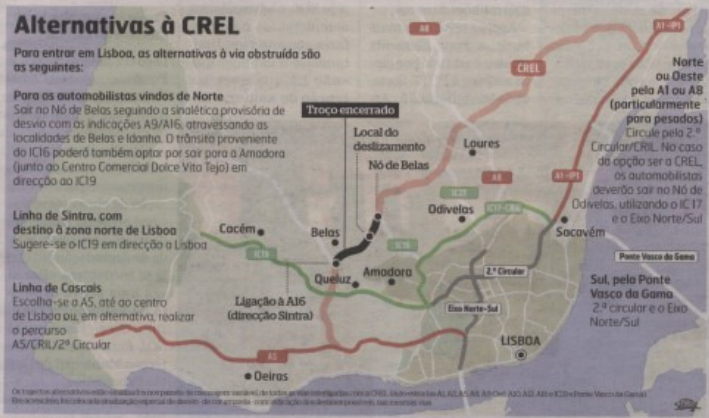 Alternativas à CREL
Para entrar em Lisboa, as alternativas à via obstruída são
as seguintes:
Para os automobilistas vindos de Norte
Sair no Nó de Belas seguindo a sinalética provisória de
desvio com as indicações A9/A16, atravessando as
localidades de Belas e Idanha. O trânsito proveniente
do IC16 poderá também optar por sair para a Amadora
(junto ao Centro Comercial Dolce Vita Tejo) em
direcção ao IC19
Linha de Sintra, com
destino à zona norte de Lisboa
Sugere-se o IC19 em direcção a Lisboa
Linha de Cascais
Escolha-se a A5, até ao centro
de Lisboa ou, em alternativa, realizar
o percurso
A5/CRIL/2ª Circular
Troço encerrado
Local do
deslizamento
Nó de Belas
A8
CREL
A1-IP1
Loures
A8
A1-IP1
Odivelas
Cacém
Belas
IC16
Sacavém
Queluz
Amadora
Ligação à A16
(direcção Sintra)
2.ª Circular
Eixo Norte-Sul
LISBOA
A5
Oeiras
Ponte Vasco da Gama
Norte
ou Oeste
pela A1 ou A8
(particularmente
para pesados)
Circule pela 2.ª
Circular/CRIL. No caso
da opção ser a CREL,
os automobilistas
deverão sair no Nó de
Odivelas, utilizando o IC 17
e o Eixo Norte/Sul
Sul, pela Ponte
Vasco da Gama
2.ª circular e o Eixo
Norte/Sul